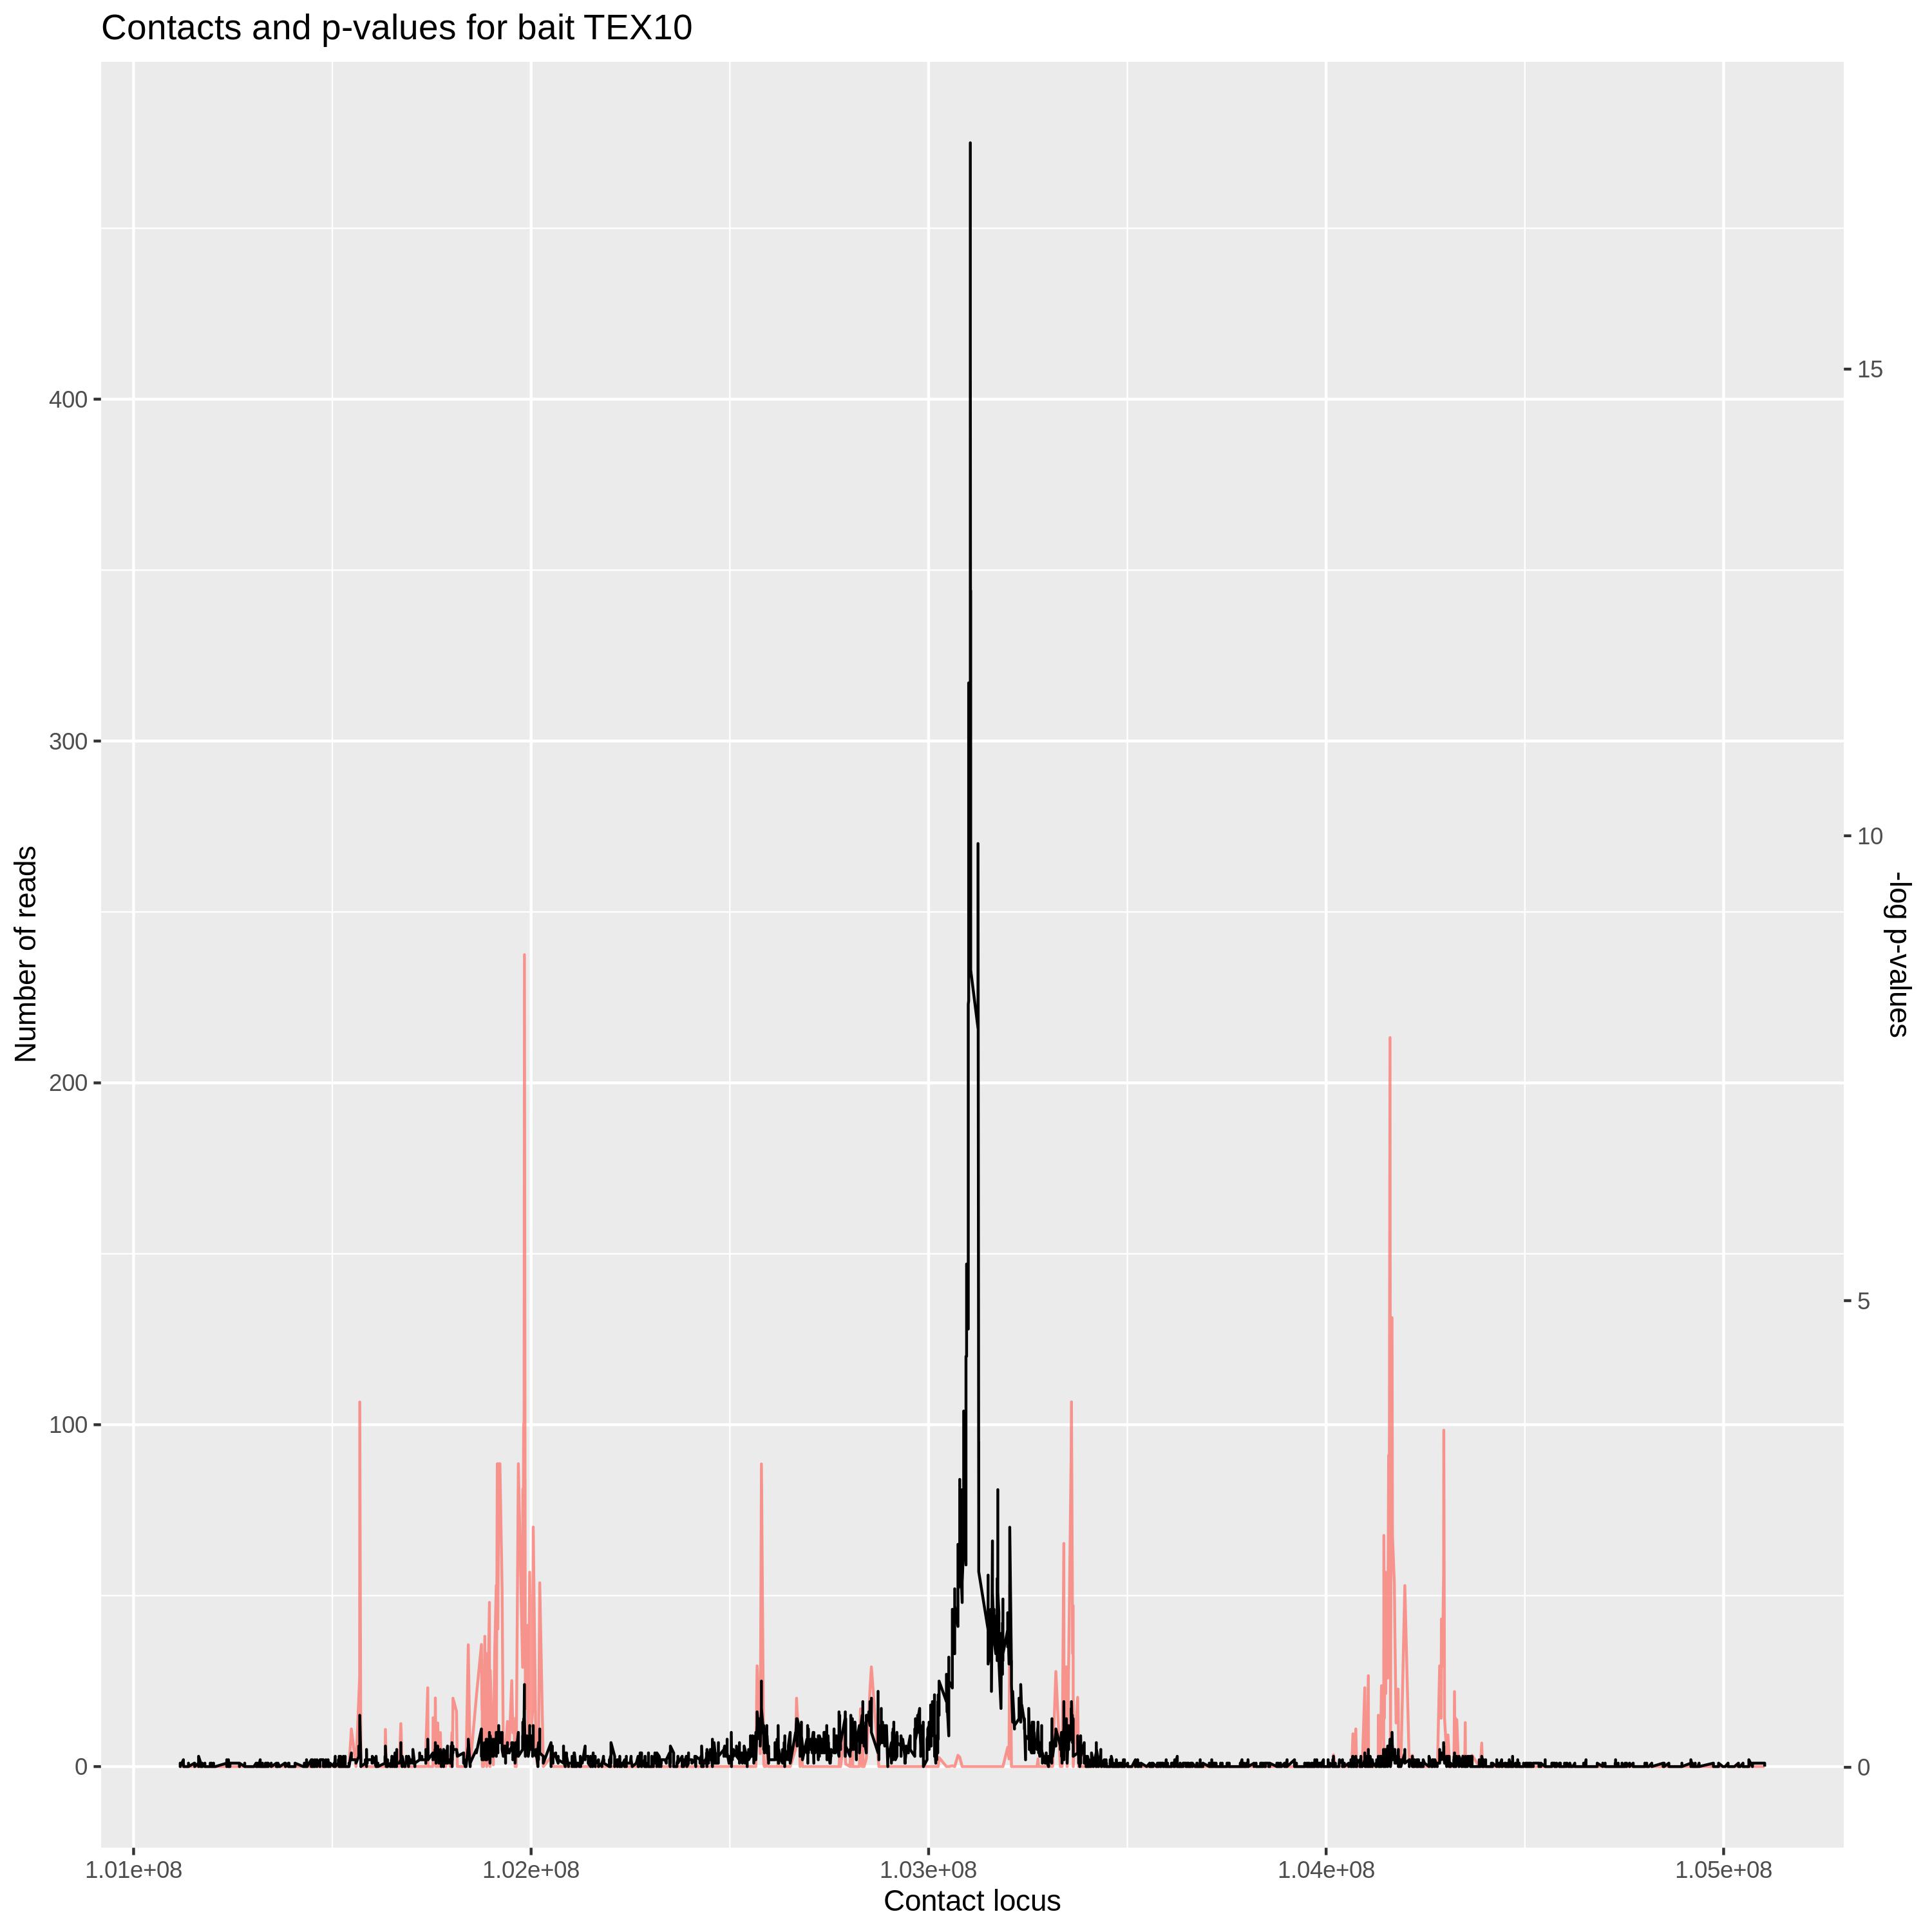 Contacts and p-values for bait TEX10
400
300
200
100
0
Number of reads
15
10
5
0
-log p-values
1.01e+08
1.02e+08
1.03e+08
1.04e+08
1.05e+08
Contact locus